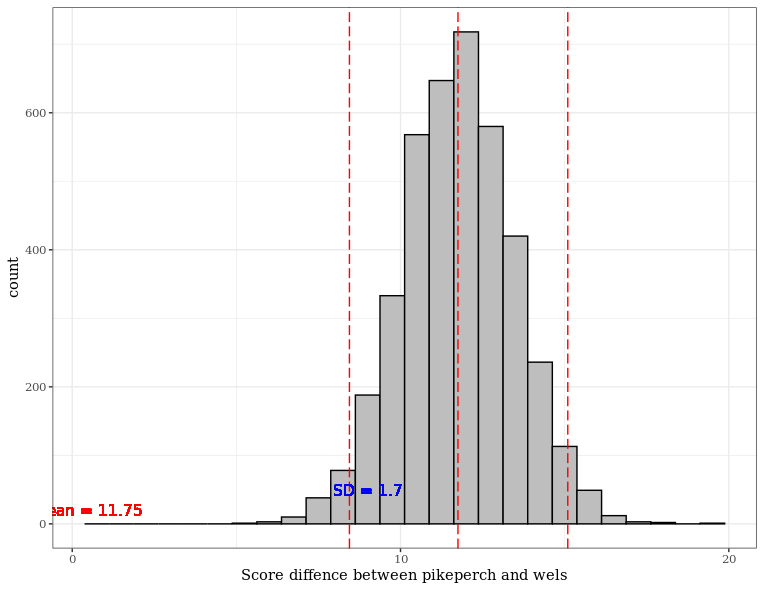 600
400
200
0
count
SD = 1.7
ean = 11.75
0 10 20
Score diffence between pikeperch and wels